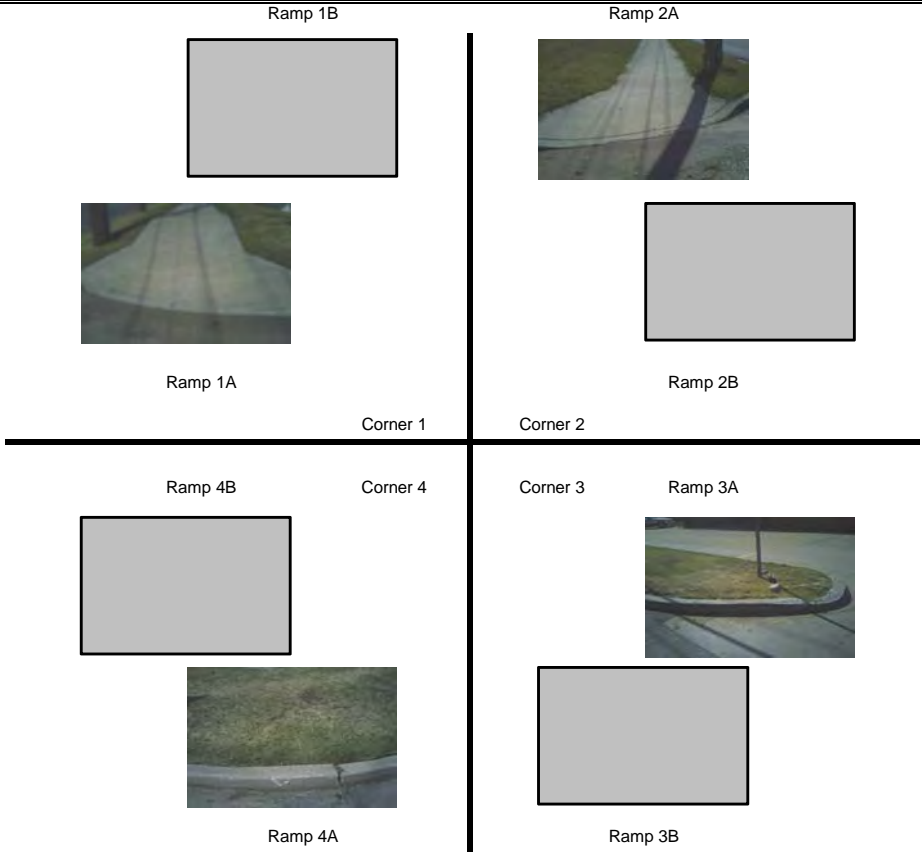 Ramp 1B
Ramp 2A
Ramp 1A
Ramp 2B
Corner 1
Corner 2
Ramp 4B
Corner 4
Corner 3
Ramp 3A
Ramp 4A
Ramp 3B